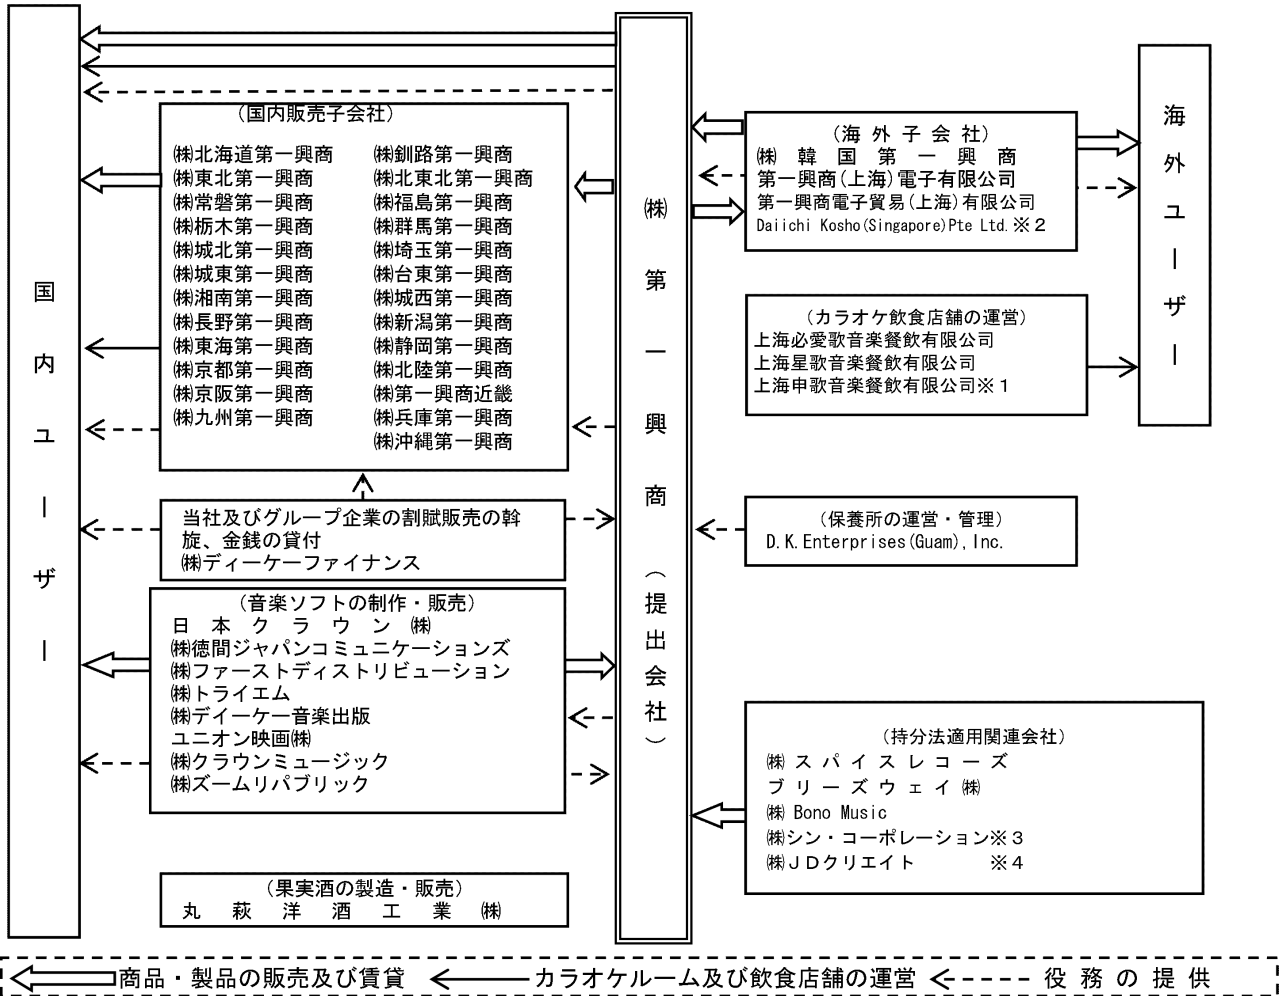 国内ユーザー
（国内販売子会社）
㈱北海道第一興商
㈱東北第一興商
㈱常磐第一興商
㈱栃木第一興商
㈱城北第一興商
㈱城東第一興商
㈱湘南第一興商
㈱長野第一興商
㈱東海第一興商
㈱京都第一興商
㈱京阪第一興商
㈱九州第一興商
㈱釧路第一興商
㈱北東北第一興商
㈱福島第一興商
㈱群馬第一興商
㈱埼玉第一興商
㈱台東第一興商
㈱城西第一興商
㈱新潟第一興商
㈱静岡第一興商
㈱北陸第一興商
㈱第一興商近畿
㈱兵庫第一興商
㈱沖縄第一興商
当社及びグループ企業の割賦販売の斡
旋、金銭の貸付
㈱ディーケーファイナンス
（音楽ソフトの制作・販売）
日本クラウン㈱
㈱徳間ジャパンコミュニケーションズ
㈱ファーストディストリビューション
㈱トライエム
㈱デイーケー音楽出版
ユニオン映画㈱
㈱クラウンミュージック
㈱ズームリパブリック
（果実酒の製造・販売）
丸萩洋酒工業㈱
㈱第一興商（提出会社）
（海外子会社）
㈱韓国第一興商
第一興商(上海)電子有限公司
第一興商電子貿易(上海)有限公司
Daiichi Kosho(Singapore)Pte Ltd.※２
（カラオケ飲食店舗の運営）
上海必愛歌音楽餐飲有限公司
上海星歌音楽餐飲有限公司
上海申歌音楽餐飲有限公司※１
（保養所の運営・管理）
D.K.Enterprises(Guam),Inc.
（持分法適用関連会社）
㈱スパイスレコーズ
ブリーズウェイ㈱
㈱ Bono Music
㈱シン・コーポレーション※３
㈱ＪＤクリエイト　※４
海外ユーザー
商品・製品の販売及び賃貸　カラオケルーム及び飲食店舗の運営　役務の提供